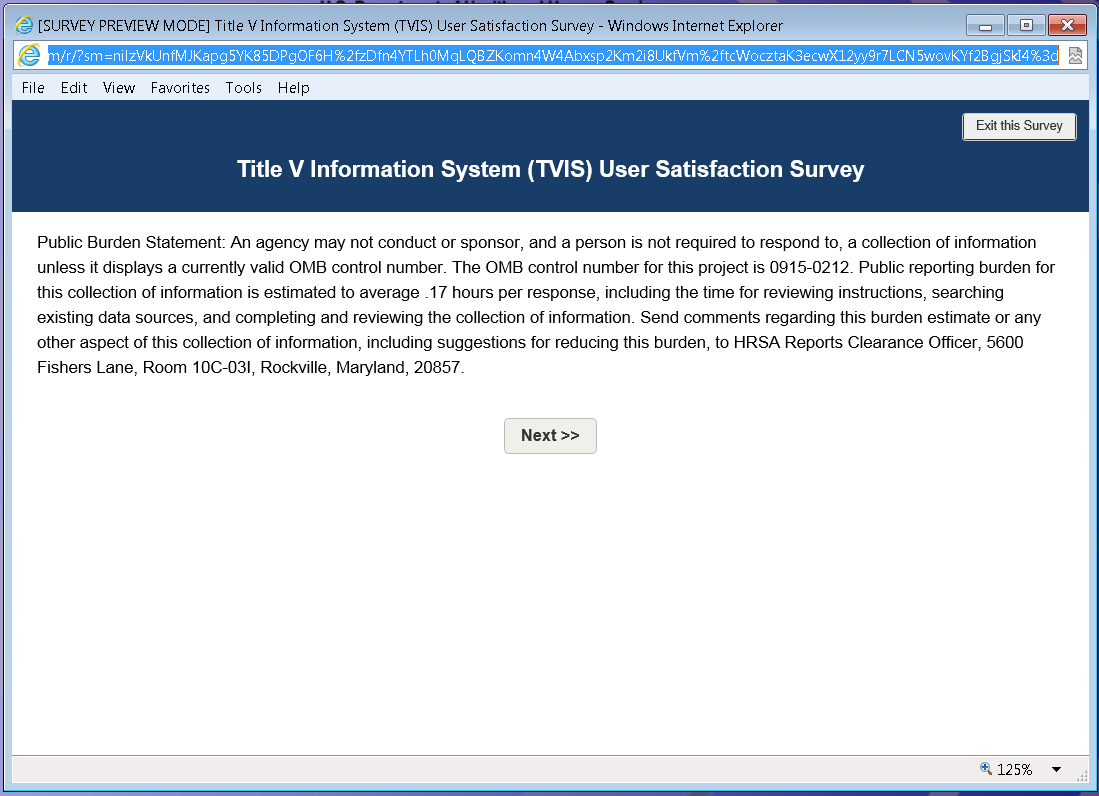 [SURVEY PREVIEW MODE] Title V Information System (TVIS) User Satisfaction Survey - Windows Internet Explorer
File Edit View Favorites Tools Help
Exit this Survey
Title V Information System (TVIS) User Satisfaction Survey
Public Burden Statement: An agency may not conduct or sponsor, and a person is not required to respond to, a collection of information
unless it displays a currently valid OMB control number. The OMB control number for this project is 0915-0212. Public reporting burden for
this collection of information is estimated to average .17 hours per response, including the time for reviewing instructions, searching
existing data sources, and completing and reviewing the collection of information. Send comments regarding this burden estimate or any
other aspect of this collection of information, including suggestions for reducing this burden, to HRSA Reports Clearance Officer, 5600
Fishers Lane, Room 10C-03I, Rockville, Maryland, 20857.
Next >>
125%